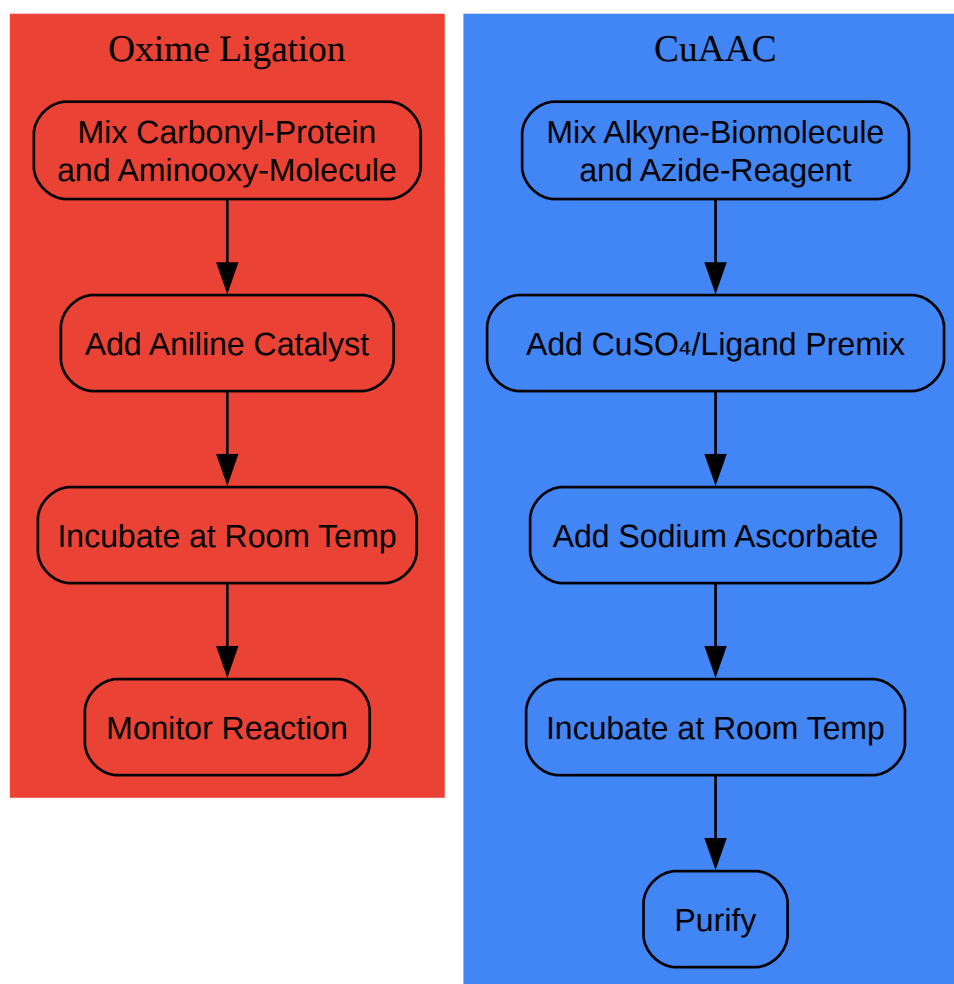 Oxime Ligation
Mix Carbonyl-Protein
and Aminooxy-Molecule
Add Aniline Catalyst
Incubate at Room Temp
Monitor Reaction
CuAAC
Mix Alkyne-Biomolecule
and Azide-Reagent
Add CuSO₄/Ligand Premix
Add Sodium Ascorbate
Incubate at Room Temp
Purify